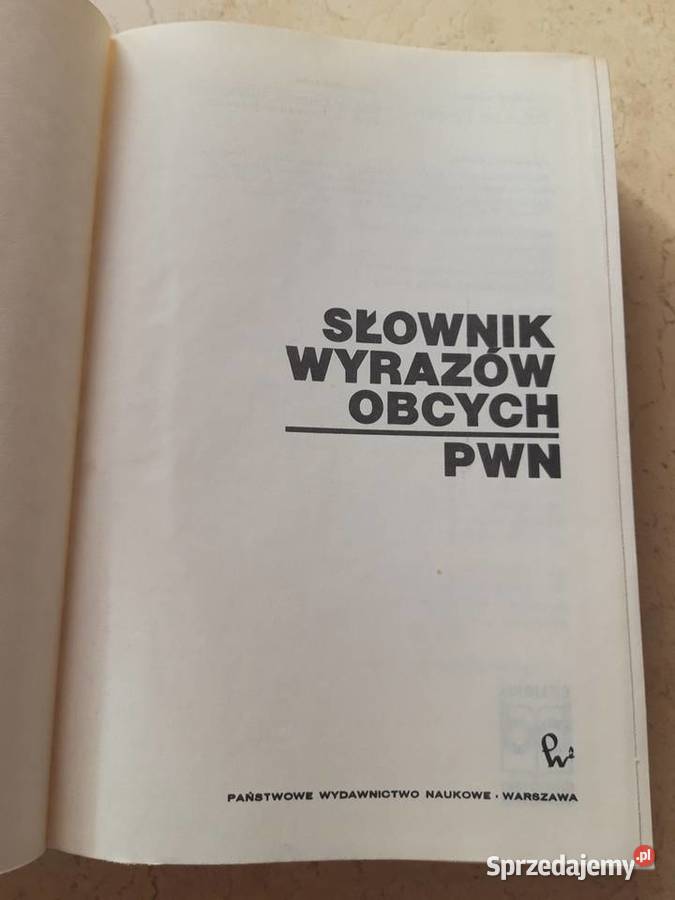 SŁOWNIK
WYRAZÓW
OBCYCH
PWN
PAŃSTWOWE WYDAWNICTWO NAUKOWE · WARSZAWA
Sprzedajemy.pl